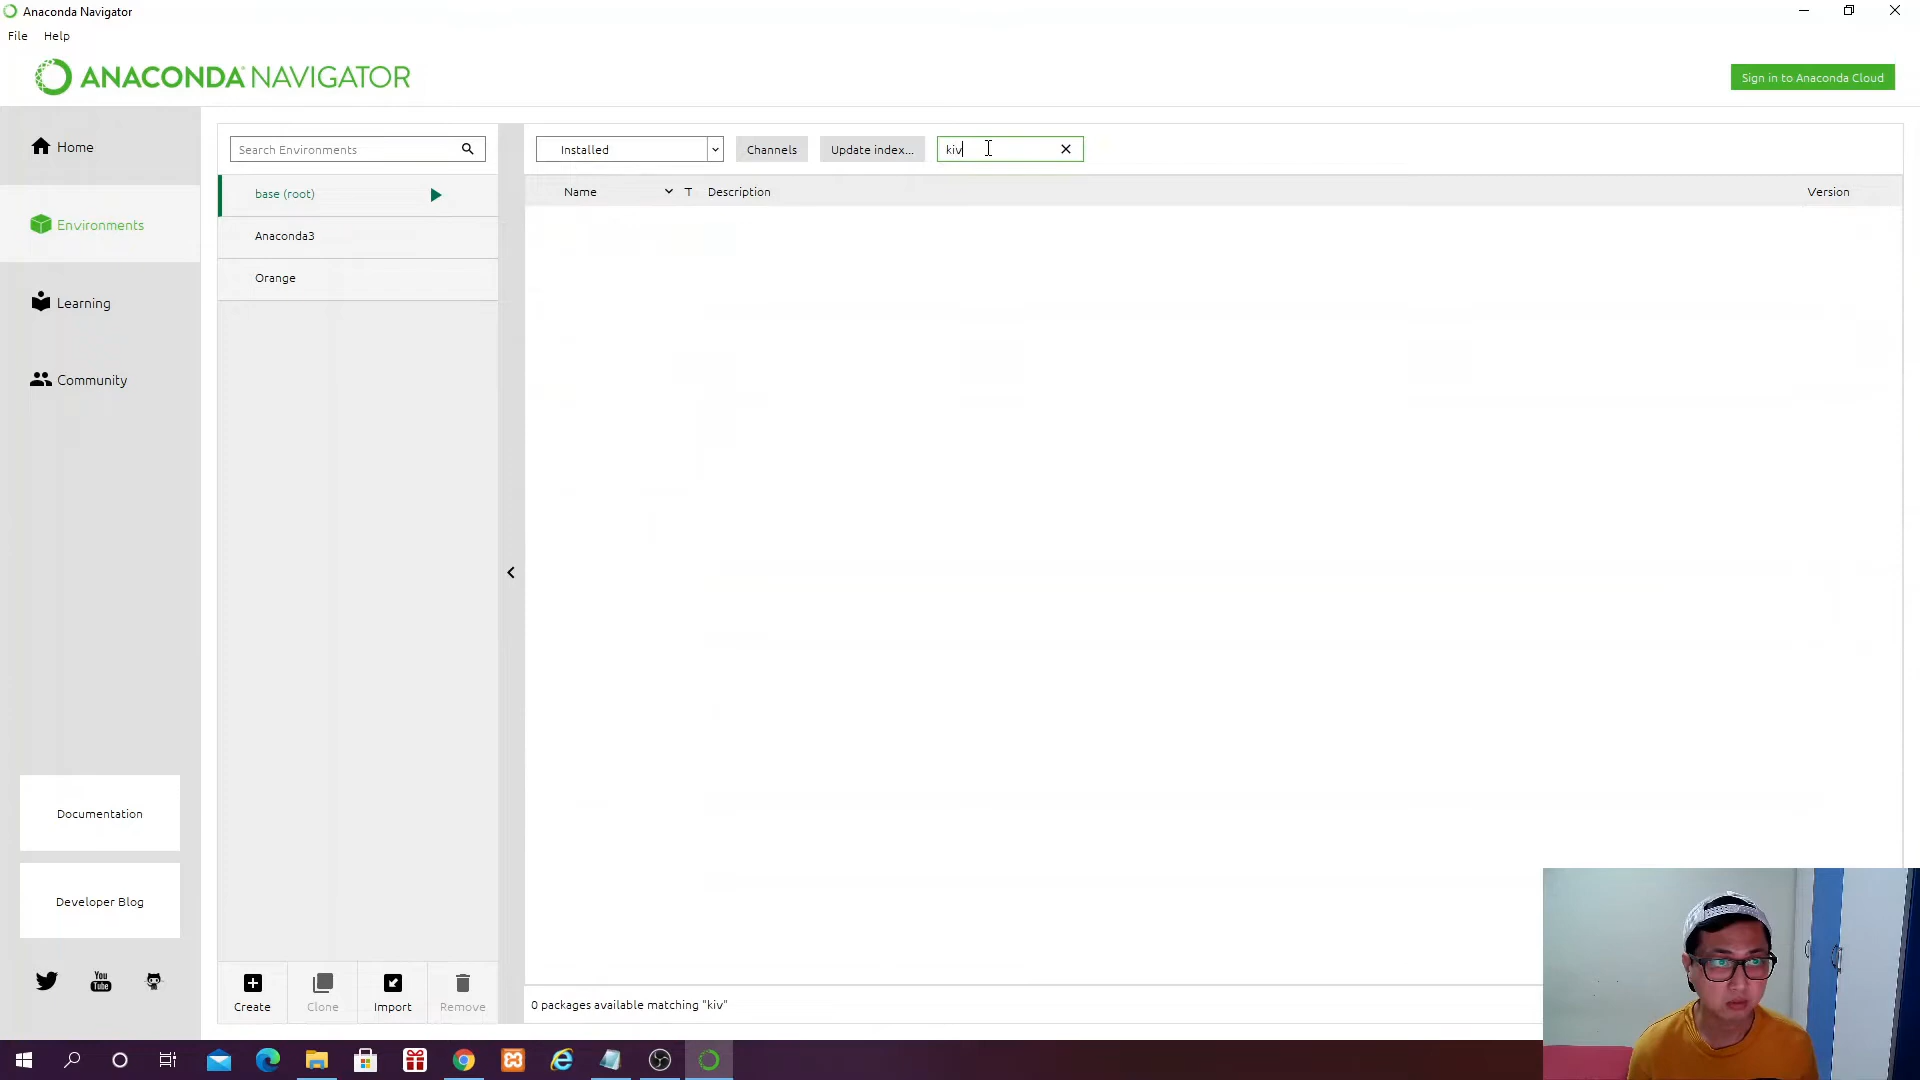 Anaconda Navigator
File Help
ANACONDA NAVIGATOR
Sign in to Anaconda Cloud
Home
Environments
Learning
Community
Documentation
Developer Blog
You
Tube
Search Environments
base (root)
Anaconda3
Orange
Create Clone Import Remove
Installed Channels Update index... kiv
Name T Description Version
0 packages available matching "kiv"